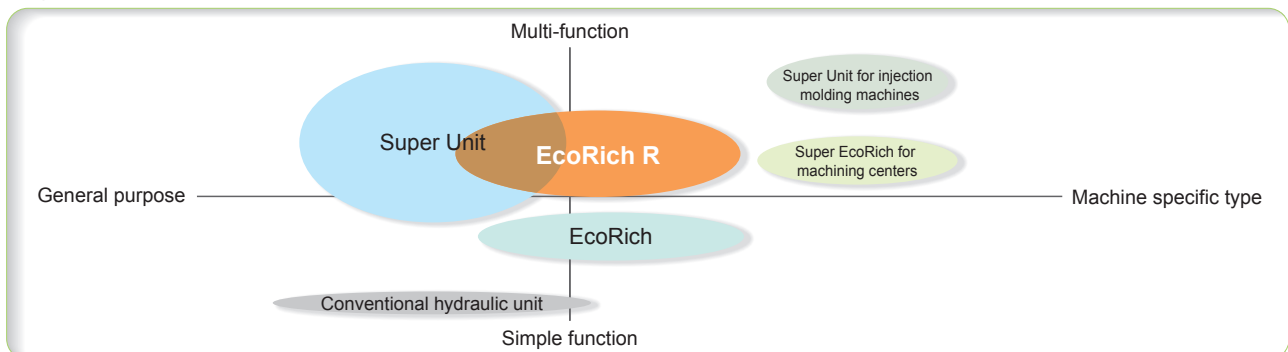 Multi-function
Super Unit for injection
molding machines
Super Unit
EcoRich R
Super EcoRich for
machining centers
General purpose
Machine specific type
EcoRich
Conventional hydraulic unit
Simple function